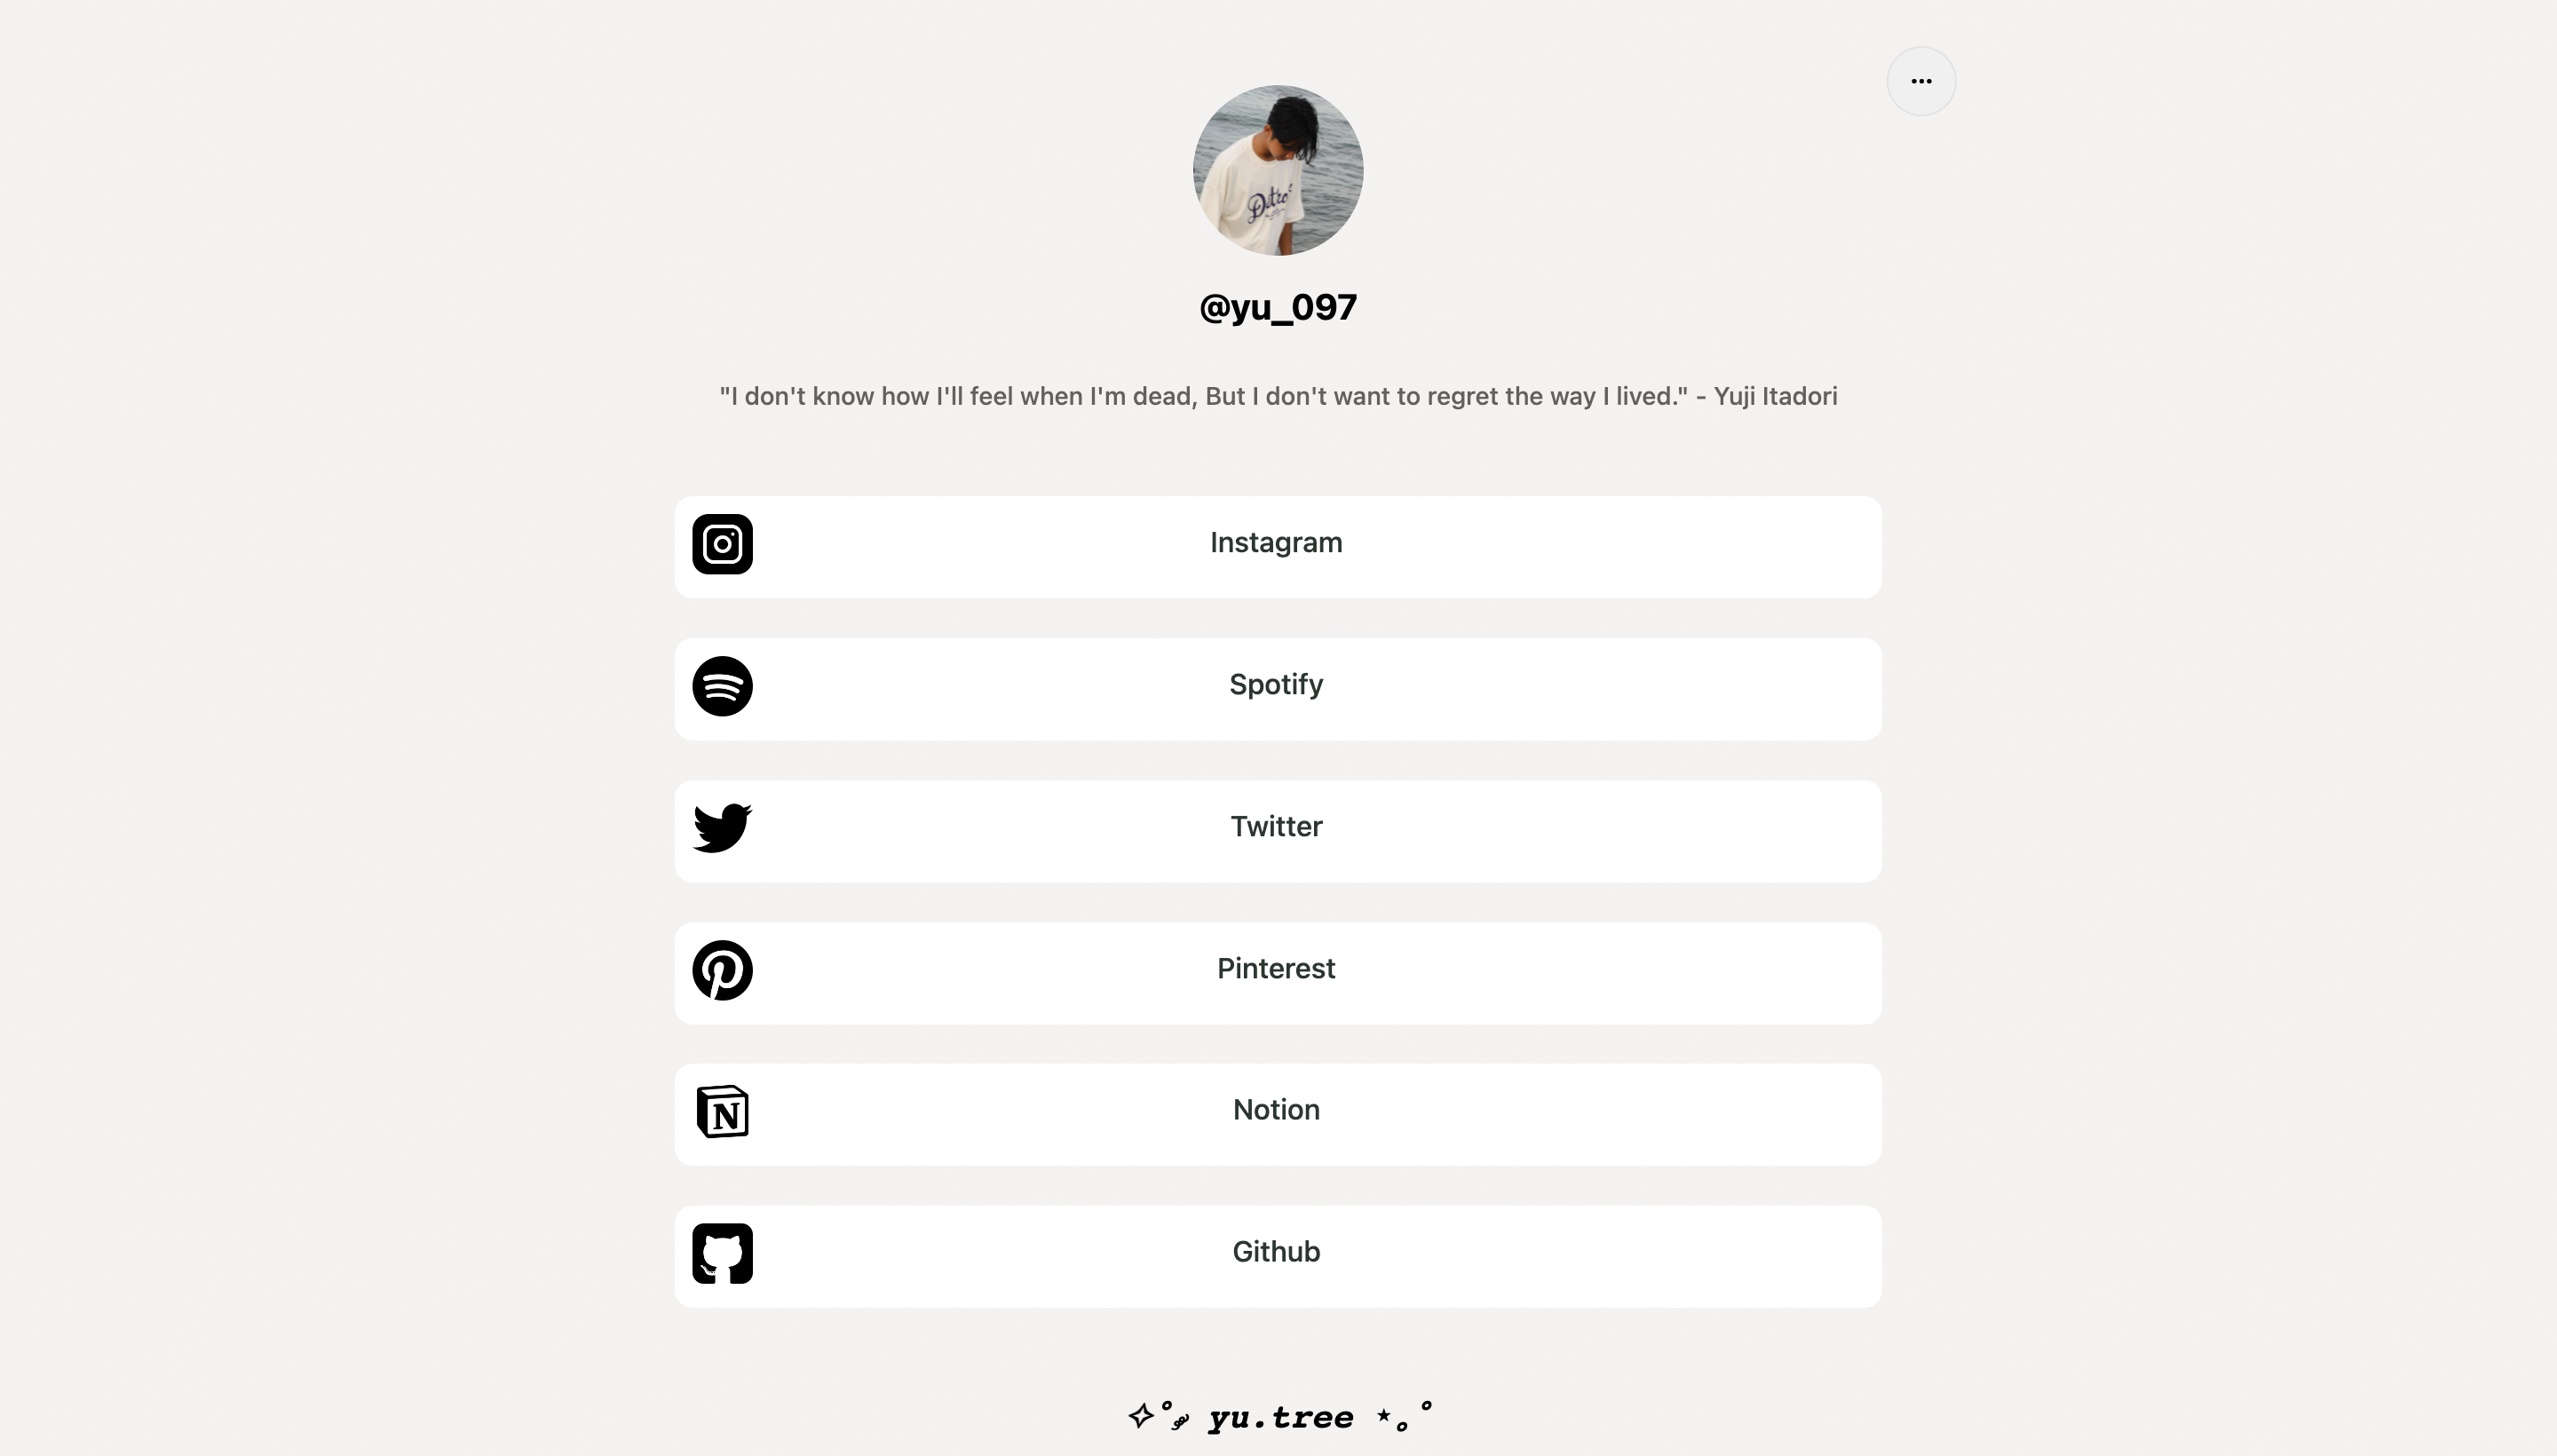 ...
Detro
@yu_097
"I don't know how I'll feel when I'm dead, But I don't want to regret the way I lived." - Yuji Itadori
Instagram
Spotify
Twitter
Pinterest
N
Notion
Github
✧˚༘ yu.tree ⋆｡˚